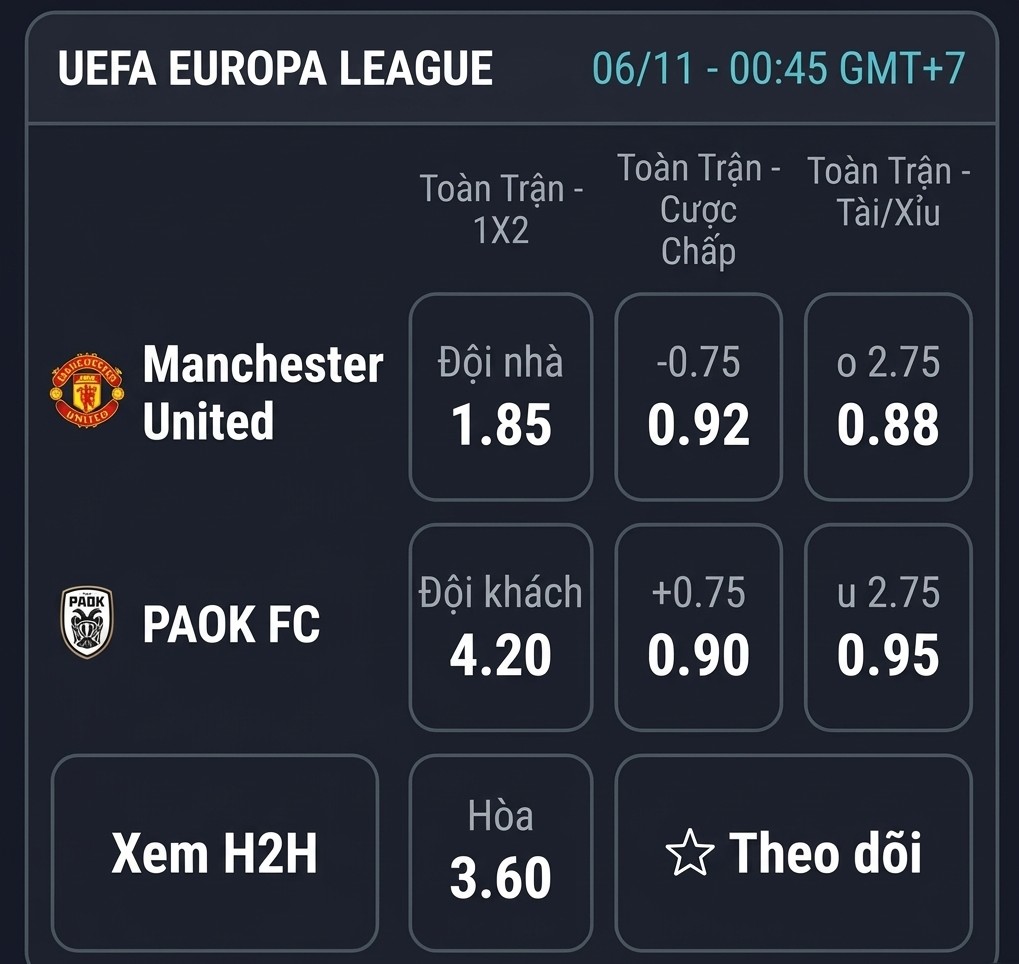 UEFA EUROPA LEAGUE 06/11 - 00:45 GMT+7
Toàn Trận -
1X2
Toàn Trận -
Cược
Chấp
Toàn Trận -
Tài/Xỉu
Manchester
United
Đội nhà
1.85
-0.75
0.92
o 2.75
0.88
PAOK
PAOK FC
Đội khách
4.20
+0.75
0.90
u 2.75
0.95
Xem H2H
Hòa
3.60
☆ Theo dõi